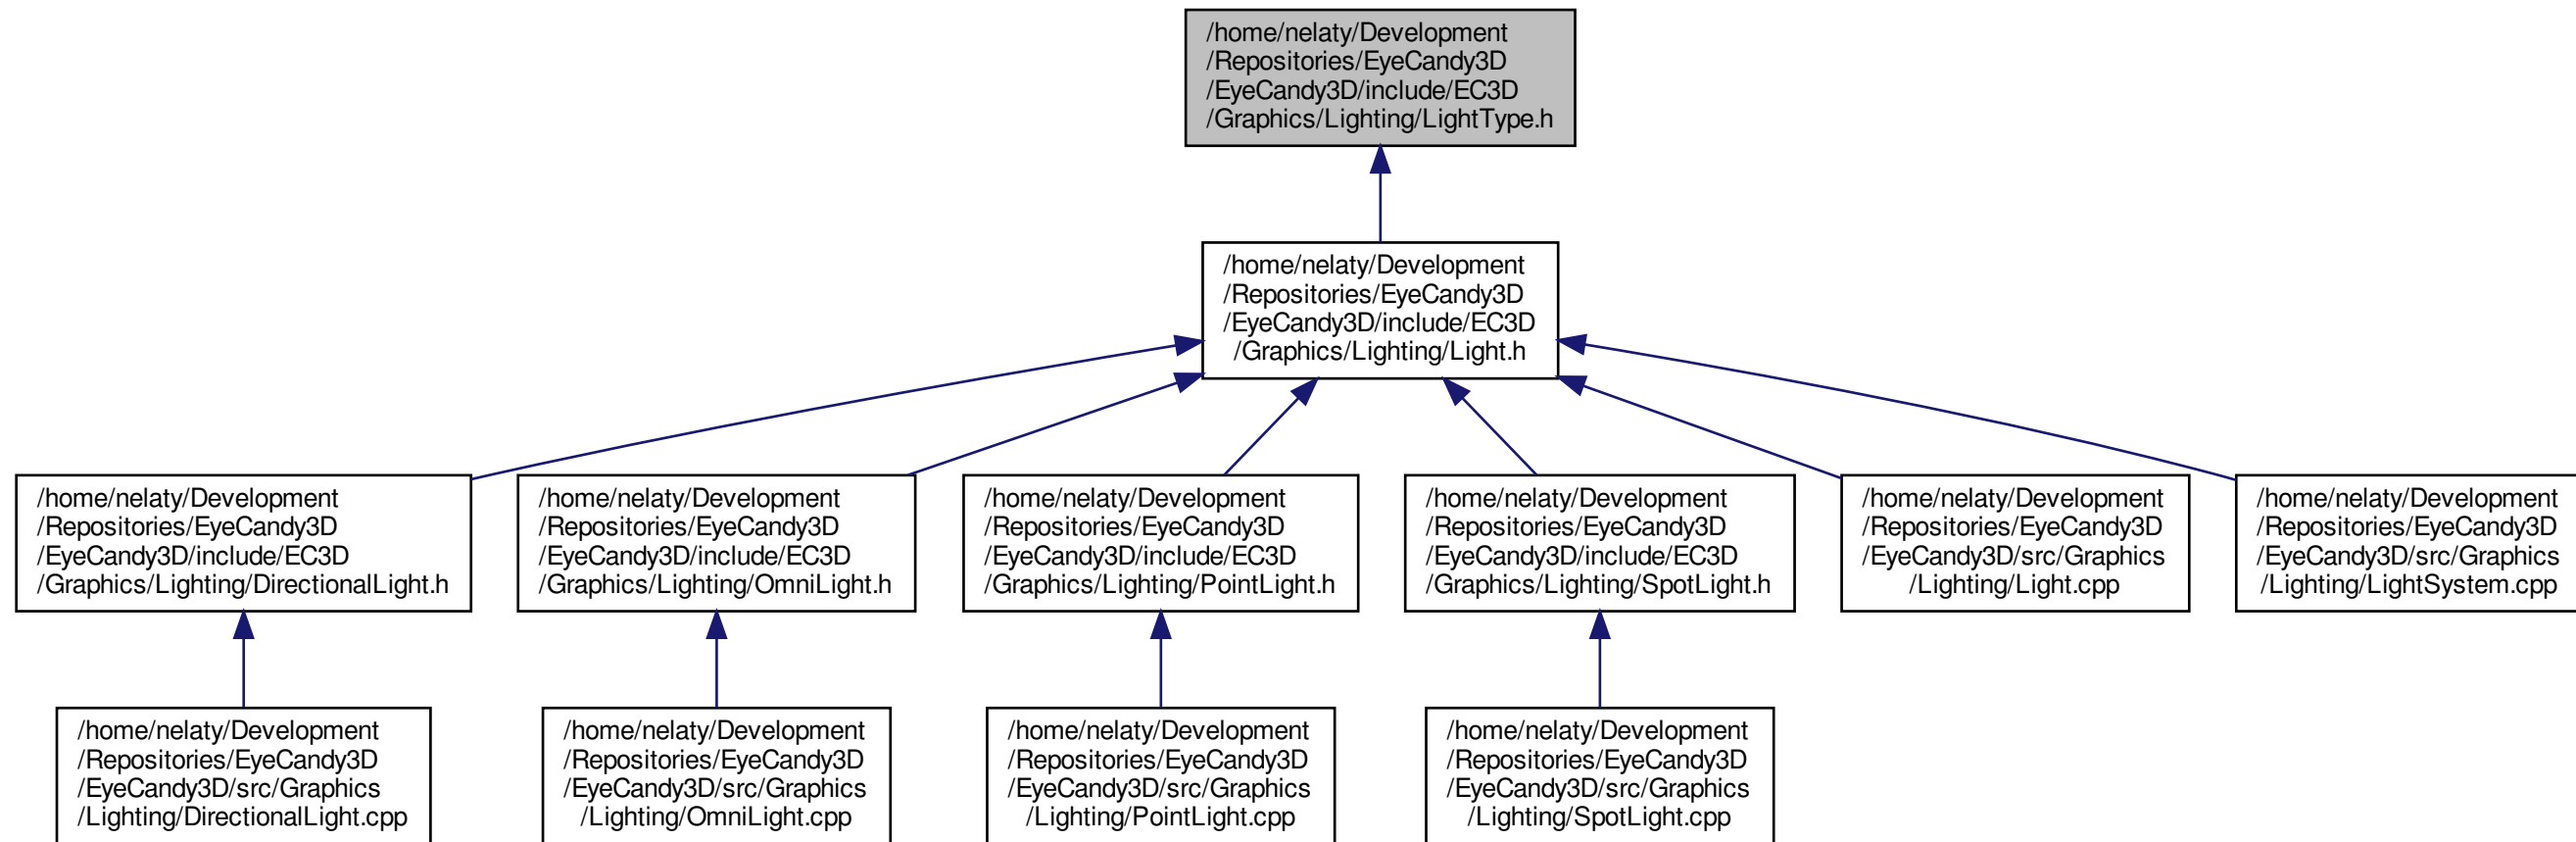 /home/nelaty/Development
/Repositories/EyeCandy3D
/EyeCandy3D/include/EC3D
/Graphics/Lighting/LightType.h
/home/nelaty/Development
/Repositories/EyeCandy3D
/EyeCandy3D/include/EC3D
/Graphics/Lighting/Light.h
/home/nelaty/Development
/Repositories/EyeCandy3D
/EyeCandy3D/include/EC3D
/Graphics/Lighting/DirectionalLight.h
/home/nelaty/Development
/Repositories/EyeCandy3D
/EyeCandy3D/include/EC3D
/Graphics/Lighting/OmniLight.h
/home/nelaty/Development
/Repositories/EyeCandy3D
/EyeCandy3D/include/EC3D
/Graphics/Lighting/PointLight.h
/home/nelaty/Development
/Repositories/EyeCandy3D
/EyeCandy3D/include/EC3D
/Graphics/Lighting/SpotLight.h
/home/nelaty/Development
/Repositories/EyeCandy3D
/EyeCandy3D/src/Graphics
/Lighting/Light.cpp
/home/nelaty/Development
/Repositories/EyeCandy3D
/EyeCandy3D/src/Graphics
/Lighting/LightSystem.cpp
/home/nelaty/Development
/Repositories/EyeCandy3D
/EyeCandy3D/src/Graphics
/Lighting/DirectionalLight.cpp
/home/nelaty/Development
/Repositories/EyeCandy3D
/EyeCandy3D/src/Graphics
/Lighting/OmniLight.cpp
/home/nelaty/Development
/Repositories/EyeCandy3D
/EyeCandy3D/src/Graphics
/Lighting/PointLight.cpp
/home/nelaty/Development
/Repositories/EyeCandy3D
/EyeCandy3D/src/Graphics
/Lighting/SpotLight.cpp